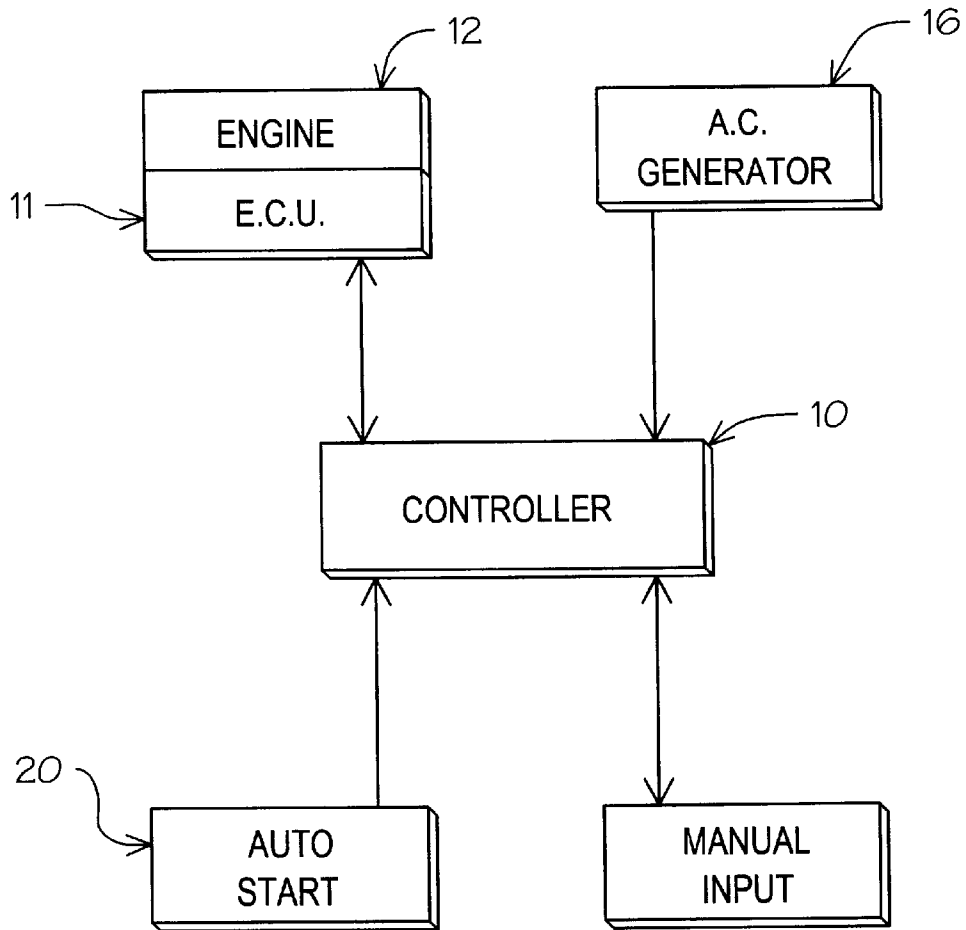 12
16
ENGINE
A.C.
GENERATOR
11
E.C.U.
10
CONTROLLER
20
AUTO
START
MANUAL
INPUT